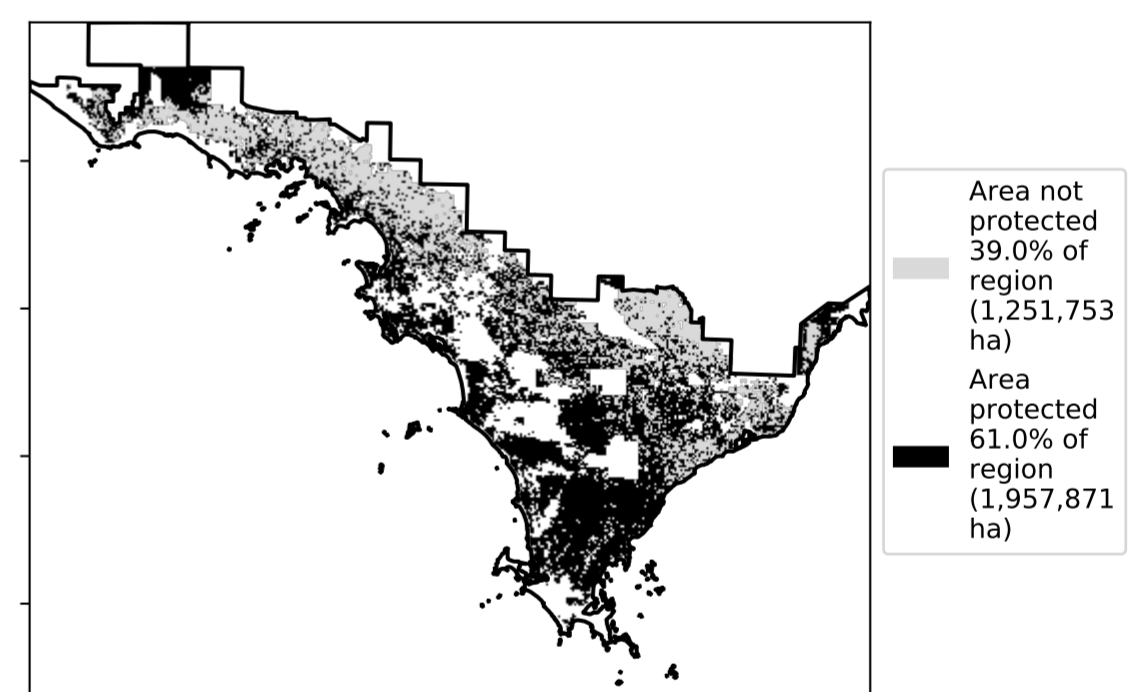 Area not
protected
39.0% of
region
(1,251,753
ha)
Area
protected
61.0% of
region
(1,957,871
ha)